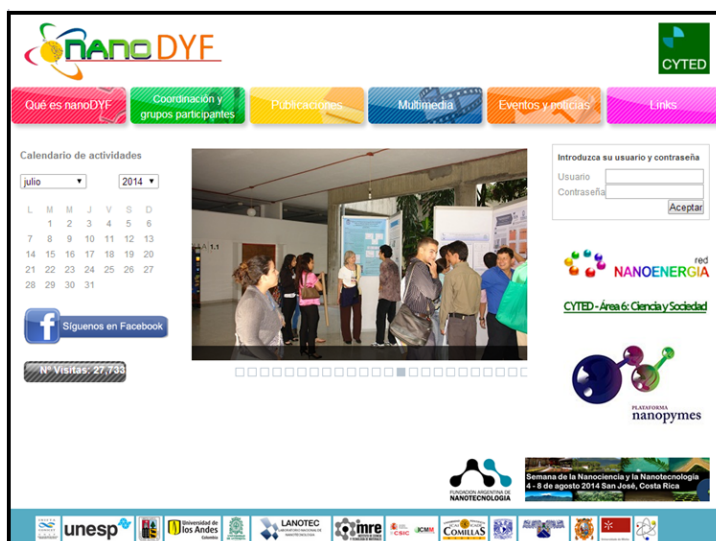 nano DYF
CYTED
Qué es nanoDYF
Coordinación y
grupos participantes
Publicaciones
Multimedia
Eventos y noticias
Links
Calendario de actividades
julio
2014
L M M J V S D
1 2 3 4 5 6
7 8 9 10 11 12 13
14 15 16 17 18 19 20
21 22 23 24 25 26 27
28 29 30 31
Síguenos en Facebook
Nº Visitas: 27,733
1.1
Introduzca su usuario y contraseña
Usuario
Contraseña
Aceptar
red
NANOENERGIA
CYTED - Área 6: Ciencia y Sociedad
PLATAFORMA
nanopymes
FUNDACION ARGENTINA DE
NANOTECNOLOGIA
Semana de la Nanociencia y la Nanotecnología
4 - 8 de agosto 2014 San José, Costa Rica
unesp
Universidad de
los Andes
Colombia
LANOTEC
imre
CSIC
ICMM
COMILLAS